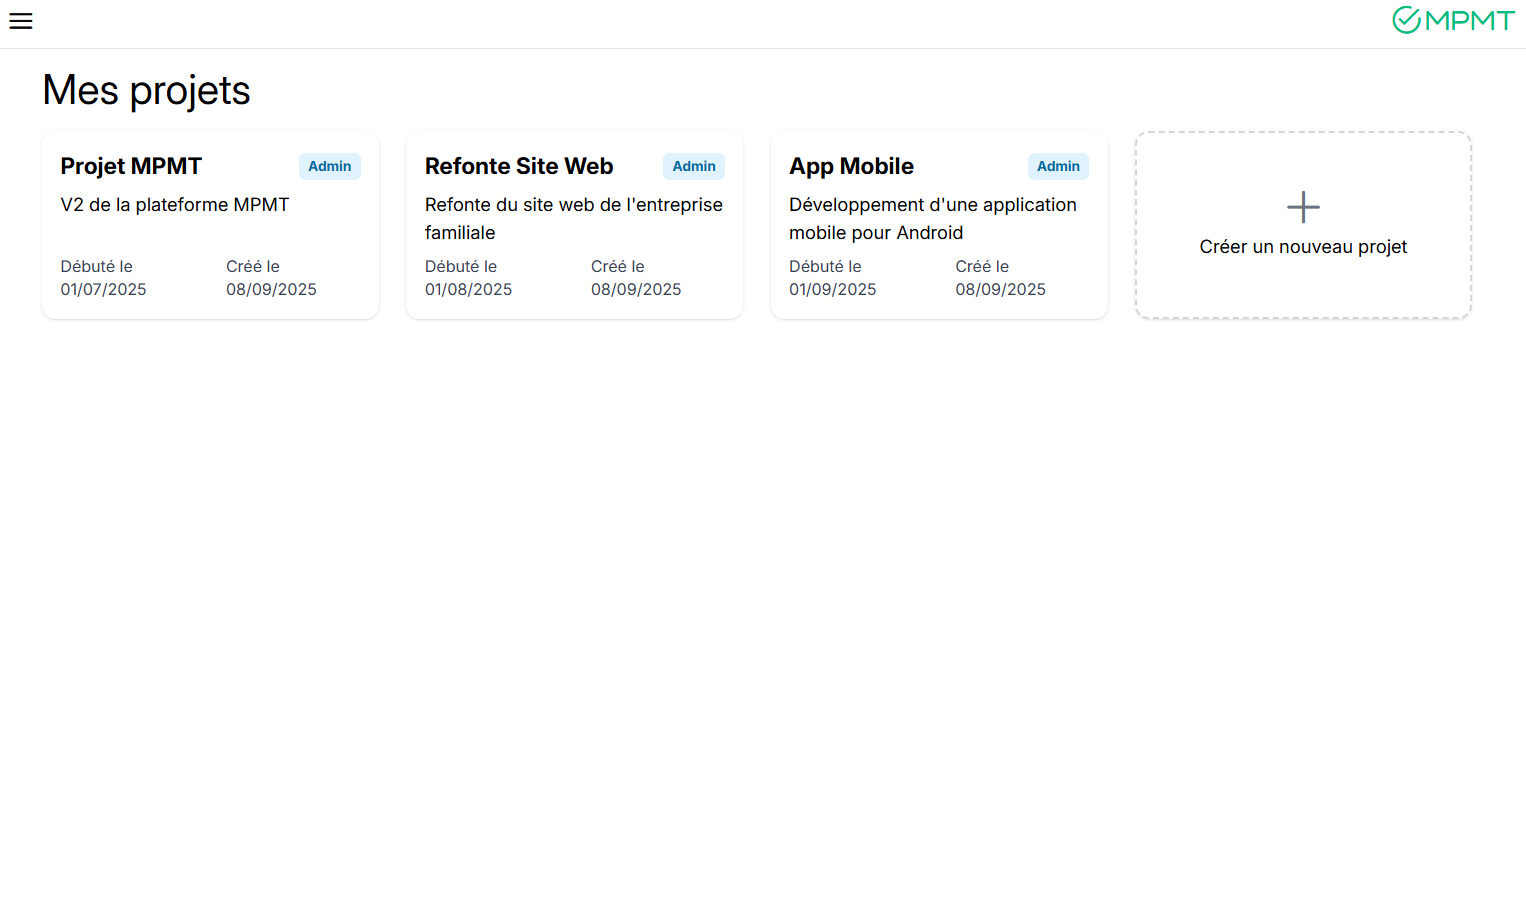 MPMT
Mes projets
Projet MPMT
Admin
V2 de la plateforme MPMT
Débuté le
01/07/2025
Créé le
08/09/2025
Refonte Site Web
Admin
Refonte du site web de l'entreprise
familiale
Débuté le
01/08/2025
Créé le
08/09/2025
App Mobile
Admin
Développement d'une application
mobile pour Android
Débuté le
01/09/2025
Créé le
08/09/2025
Créer un nouveau projet